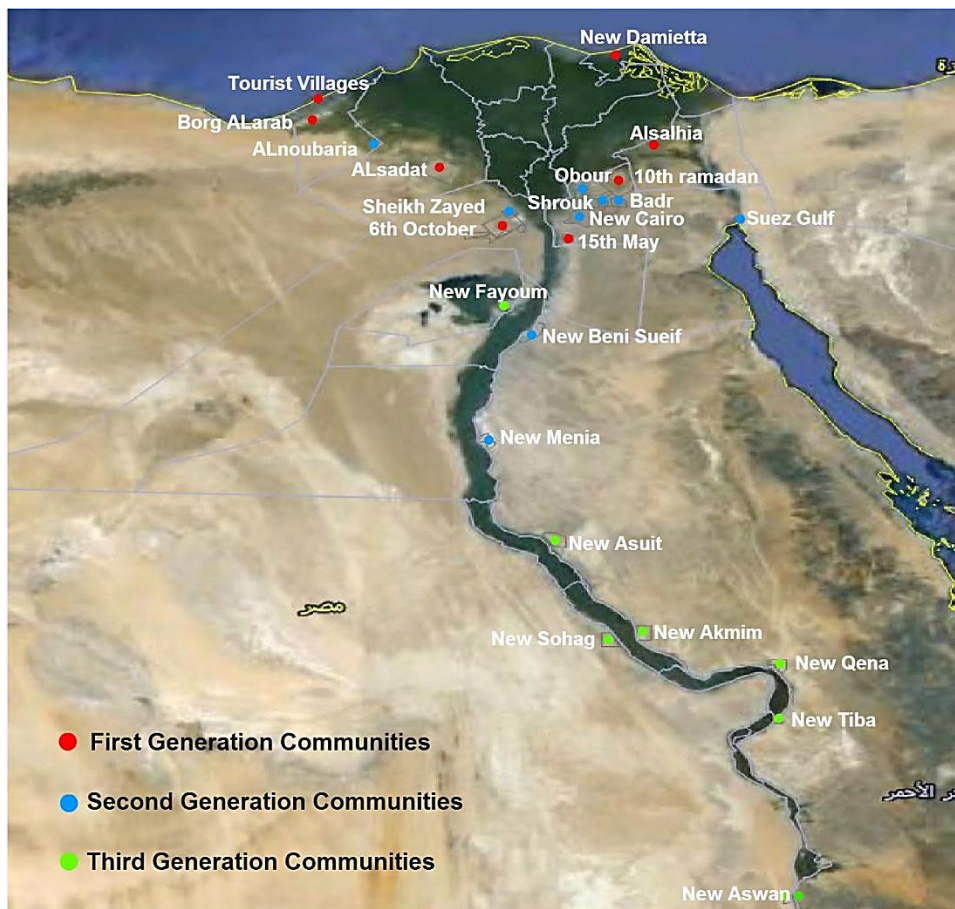 New Damietta
Tourist Villages
Borg ALarab
ALnoubaria
Alsalhia
ALsadat
Obour
10th ramadan
Shrouk
Badr
Sheikh Zayed
New Cairo
Suez Gulf
6th October
15th May
New Fayoum
New Beni Sueif
New Menia
New Asuit
مصر
New Sohag
New Akmim
New Qena
New Tiba
First Generation Communities
الأحمر
Second Generation Communities
Third Generation Communities
New Aswan